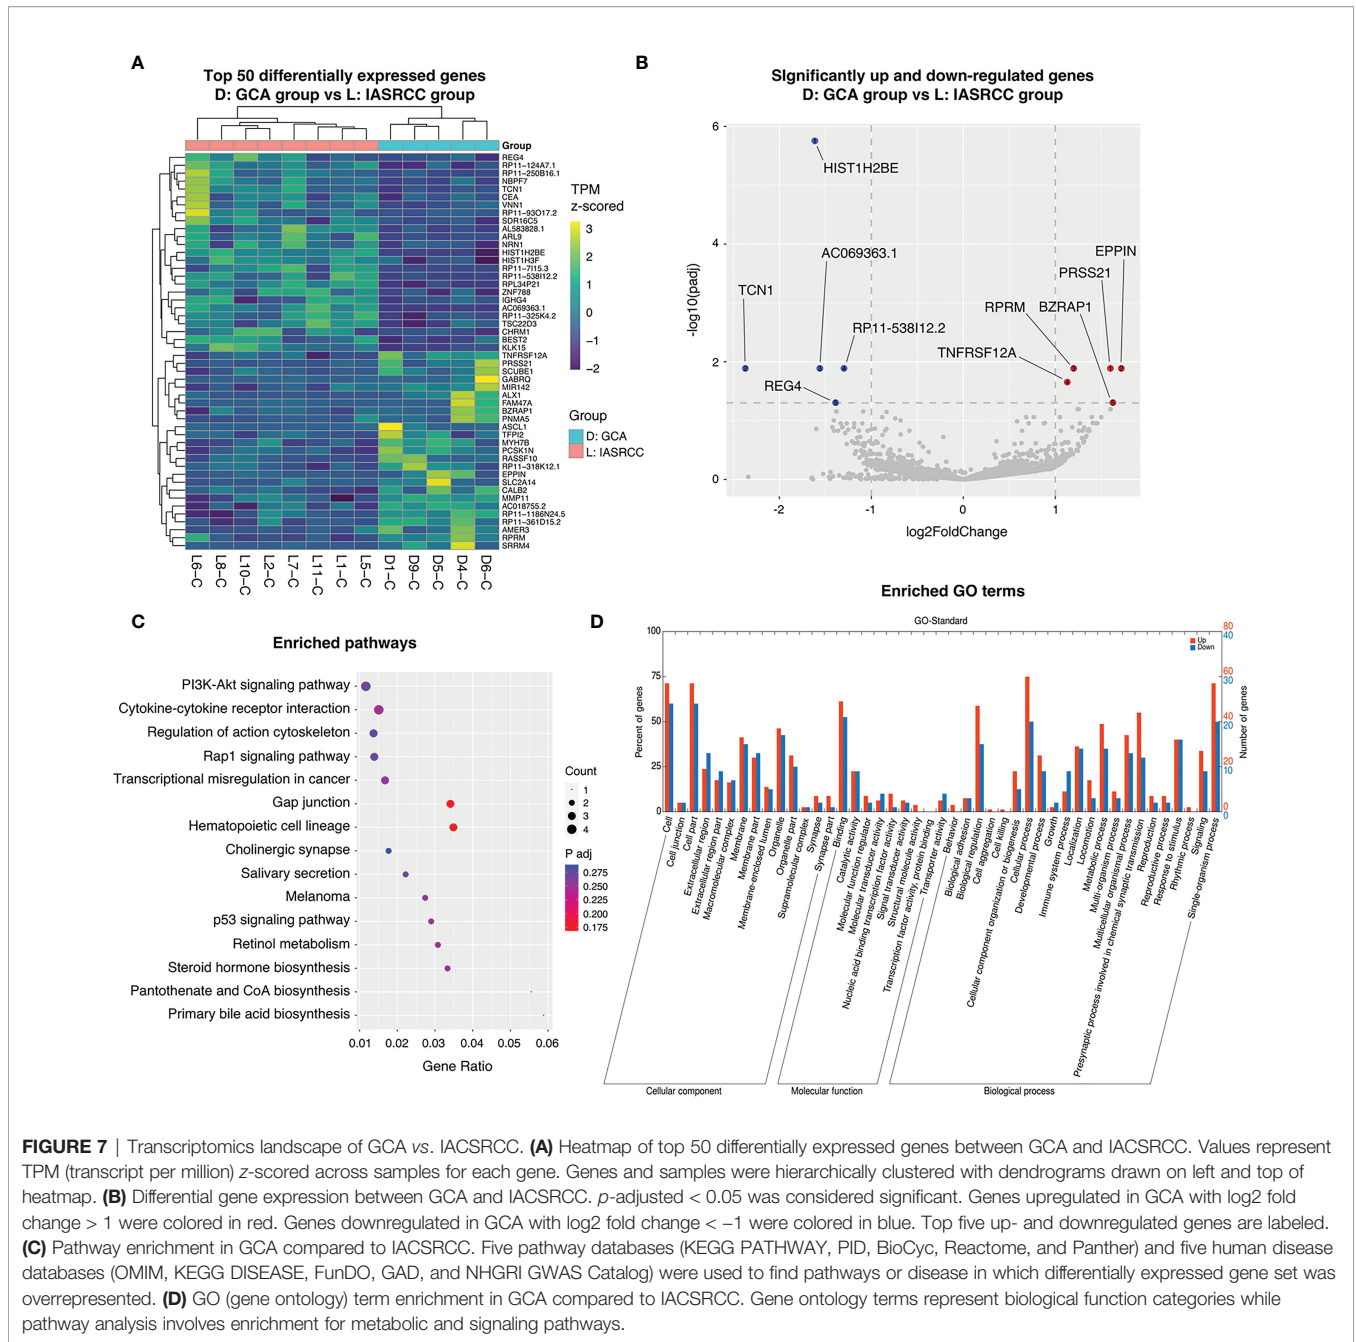 A
Top 50 differentially expressed genes
D: GCA group vs L: IASRCC group
Group
REG4
RP11-124A7.1
RP11-250B16.1
NBPF7
TCN1
CEA
VNN1
RP11-93O17.2
SDR16C5
AL583828.1
ARL9
NRN1
HIST1H2BE
HIST1H3F
RP11-7I15.3
RP11-538I12.2
RPL34P21
ZNF788
IGHG4
AC069363.1
RP11-325K4.2
TSC22D3
CHRM1
BEST2
KLK15
TNFRSF12A
PRSS21
SCUBE1
GABRQ
MIR142
ALX1
FAM47A
BZRAP1
PNMA5
ASCL1
TFPI2
MYH7B
PCSK1N
RASSF10
RP11-318K12.1
EPPIN
SLC2A14
CALB2
MMP11
AC018755.2
RP11-1186N24.5
RP11-361D15.2
AMER3
RPRM
SRRM4
L6-C
L8-C
L10-C
L2-C
L7-C
L11-C
L1-C
L5-C
D1-C
D9-C
D5-C
D4-C
D6-C
TPM
z-scored
3
2
1
0
−1
−2
Group
D: GCA
L: IASRCC
B
SIgnificantly up and down-regulated genes
D: GCA group vs L: IASRCC group
-log10(padj)
6
4
2
0
1
HIST1H2BE
AC069363.1
EPPIN
PRSS21
TCN1
RPRM
BZRAP1
RP11-538I12.2
TNFRSF12A
REG4
2
3
4
5
3
4
1
2
5
-2
-1
0
1
log2FoldChange
C
Enriched pathways
PI3K-Akt signaling pathway
Cytokine-cytokine receptor interaction
Regulation of action cytoskeleton
Rap1 signaling pathway
Transcriptional misregulation in cancer
Gap junction
Hematopoietic cell lineage
Cholinergic synapse
Salivary secretion
Melanoma
p53 signaling pathway
Retinol metabolism
Steroid hormone biosynthesis
Pantothenate and CoA biosynthesis
Primary bile acid biosynthesis
0.01
0.02
0.03
0.04
0.05
0.06
Gene Ratio
Count
1
2
3
4
P adj
0.275
0.250
0.225
0.200
0.175
D
Enriched GO terms
GO-Standard
Up
Down
Percent of genes
100
75
50
25
0
Number of genes
80
40
60
30
40
20
20
10
0
0
Cell
Cell junction
Cell part
Extracellular region
Extracellular region part
Macromolecular complex
Membrane
Membrane part
Membrane-enclosed lumen
Organelle
Organelle part
Supramolecular complex
Synapse
Synapse part
Binding
Catalytic activity
Molecular function regulator
Molecular transducer activity
Nucleic acid binding transcription factor activity
Signal transducer activity
Structural molecule activity
Transcription factor activity, protein binding
Transporter activity
Behavior
Biological adhesion
Biological regulation
Cell aggregation
Cell killing
Cellular component organization or biogenesis
Cellular process
Developmental process
Growth
Immune system process
Localization
Locomotion
Metabolic process
Multi-organism process
Multicellular organismal process
Presynaptic process involved in chemical synaptic transmission
Reproduction
Reproductive process
Response to stimulus
Rhythmic process
Signaling
Single-organism process
Cellular component
Molecular function
Biological process
FIGURE 7 | Transcriptomics landscape of GCA vs. IACSRCC. (A) Heatmap of top 50 differentially expressed genes between GCA and IACSRCC. Values represent
TPM (transcript per million) z-scored across samples for each gene. Genes and samples were hierarchically clustered with dendrograms drawn on left and top of
heatmap. (B) Differential gene expression between GCA and IACSRCC. p-adjusted < 0.05 was considered significant. Genes upregulated in GCA with log2 fold
change > 1 were colored in red. Genes downregulated in GCA with log2 fold change < −1 were colored in blue. Top five up- and downregulated genes are labeled.
(C) Pathway enrichment in GCA compared to IACSRCC. Five pathway databases (KEGG PATHWAY, PID, BioCyc, Reactome, and Panther) and five human disease
databases (OMIM, KEGG DISEASE, FunDO, GAD, and NHGRI GWAS Catalog) were used to find pathways or disease in which differentially expressed gene set was
overrepresented. (D) GO (gene ontology) term enrichment in GCA compared to IACSRCC. Gene ontology terms represent biological function categories while
pathway analysis involves enrichment for metabolic and signaling pathways.